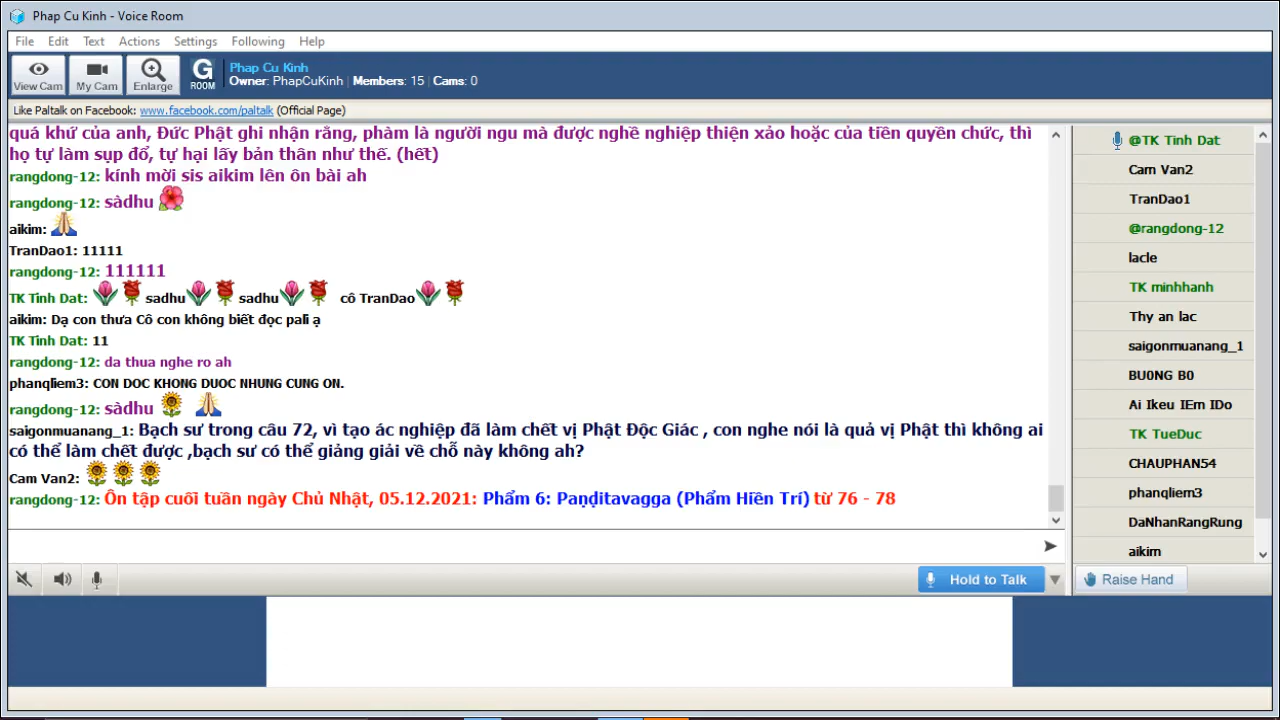 Phap Cu Kinh - Voice Room
File Edit Text Actions Settings Following Help
View Cam My Cam Enlarge G ROOM
Phap Cu Kinh
Owner: PhapCuKinh | Members: 15 | Cams: 0
Like Paltalk on Facebook: www.facebook.com/paltalk (Official Page)
quá khứ của anh, Đức Phật ghi nhận rằng, phàm là người ngu mà được nghề nghiệp thiện xảo hoặc của tiền quyền chức, thì
họ tự làm sụp đổ, tự hại lấy bản thân như thế. (hết)
rangdong-12: kính mời sis aikim lên ôn bài ah
rangdong-12: sàdhu
aikim:
TranDao1: 11111
rangdong-12: 111111
TK Tinh Dat: sadhu sadhu cô TranDao
aikim: Dạ con thưa Cô con không biết đọc pali ạ
TK Tinh Dat: 11
rangdong-12: da thua nghe ro ah
phanqliem3: CON DOC KHONG DUOC NHUNG CUNG ON.
rangdong-12: sàdhu
saigonmuanang_1: Bạch sư trong câu 72, vì tạo ác nghiệp đã làm chết vị Phật Độc Giác , con nghe nói là quả vị Phật thì không ai
có thể làm chết được ,bạch sư có thể giảng giải về chỗ này không ah?
Cam Van2:
rangdong-12: Ôn tập cuối tuần ngày Chủ Nhật, 05.12.2021: Phẩm 6: Paṇḍitavagga (Phẩm Hiền Trí) từ 76 - 78
@TK Tinh Dat
Cam Van2
TranDao1
@rangdong-12
lacle
TK minhhanh
Thy an lac
saigonmuanang_1
BU0NG B0
Ai Ikeu IEm IDo
TK TueDuc
CHAUPHAN54
phanqliem3
DaNhanRangRung
aikim
Hold to Talk
Raise Hand